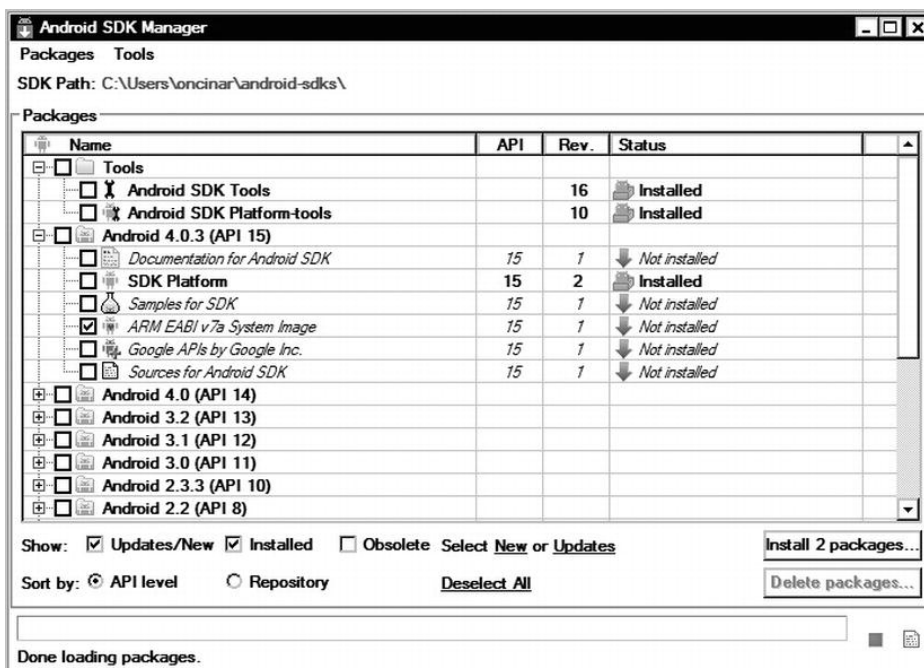 Android SDK Manager
Packages Tools
SDK Path: C:\Users\oncinar\android-sdks\
Packages
Name API Rev. Status
Tools
Android SDK Tools 16 Installed
Android SDK Platform-tools 10 Installed
Android 4.0.3 (API 15)
Documentation for Android SDK 15 1 Not installed
SDK Platform 15 2 Installed
Samples for SDK 15 1 Not installed
ARM EABI v7a System Image 15 1 Not installed
Google APIs by Google Inc. 15 1 Not installed
Sources for Android SDK 15 1 Not installed
Android 4.0 (API 14)
Android 3.2 (API 13)
Android 3.1 (API 12)
Android 3.0 (API 11)
Android 2.3.3 (API 10)
Android 2.2 (API 8)
Show: Updates/New Installed Obsolete Select New or Updates Install 2 packages...
Sort by: API level Repository Deselect All Delete packages...
Done loading packages.